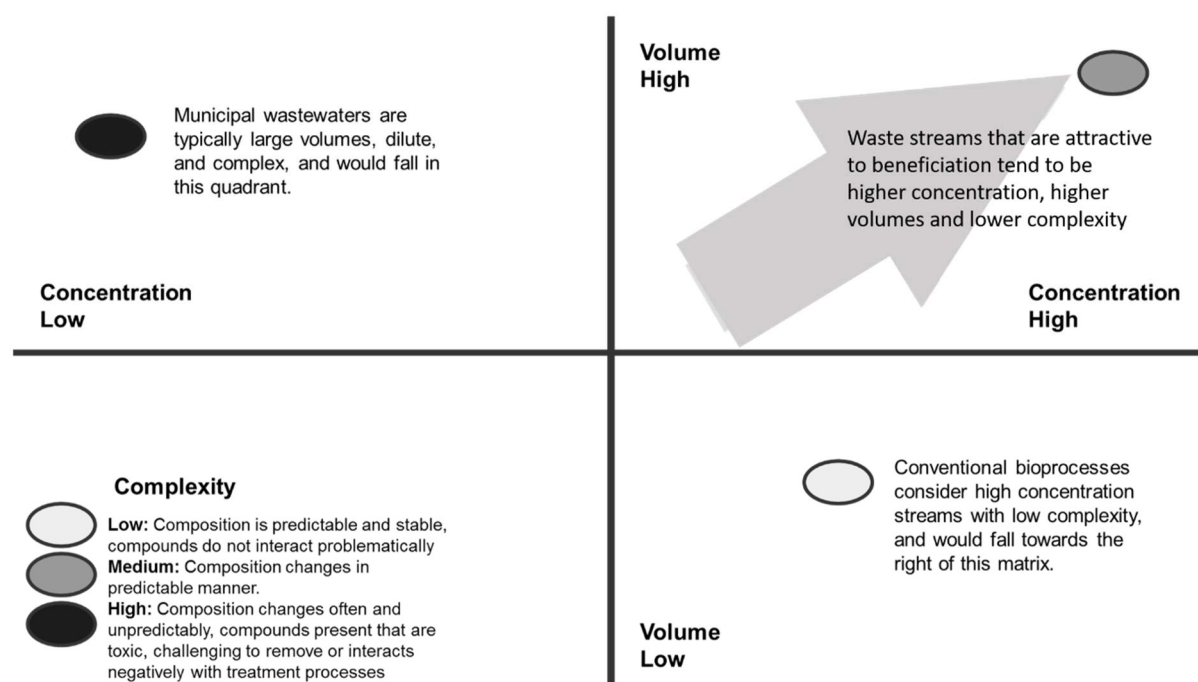 Volume
High
Municipal wastewaters are
typically large volumes, dilute,
and complex, and would fall in
this quadrant.
Waste streams that are attractive
to beneficiation tend to be
higher concentration, higher
volumes and lower complexity
Concentration
Low
Concentration
High
Complexity
Low: Composition is predictable and stable,
compounds do not interact problematically
Medium: Composition changes in
predictable manner.
High: Composition changes often and
unpredictably, compounds present that are
toxic, challenging to remove or interacts
negatively with treatment processes
Conventional bioprocesses
consider high concentration
streams with low complexity,
and would fall towards the
right of this matrix.
Volume
Low